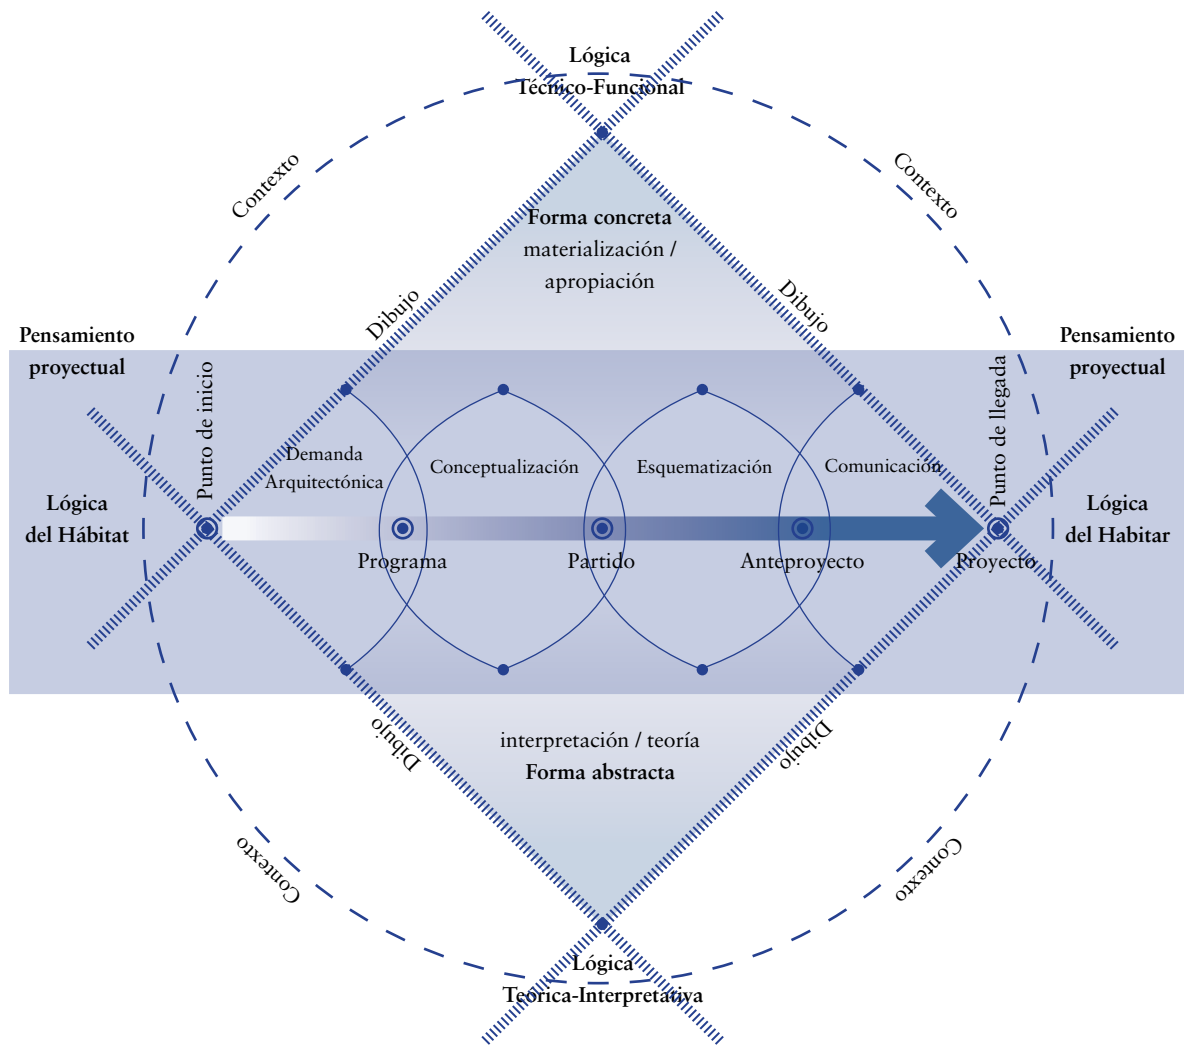 Lógica
Técnico-Funcional
Contexto
Contexto
Forma concreta
materialización /
apropiación
Dibujo
Dibujo
Pensamiento
proyectual
Pensamiento
proyectual
Punto de inicio
Punto de llegada
Demanda
Arquitectónica
Conceptualización
Esquematización
Comunicación
Lógica
del Hábitat
Lógica
del Habitar
Programa
Partido
Anteproyecto
Proyecto
Dibujo
Dibujo
interpretación / teoría
Forma abstracta
Contexto
Contexto
Lógica
Teórica-Interpretativa